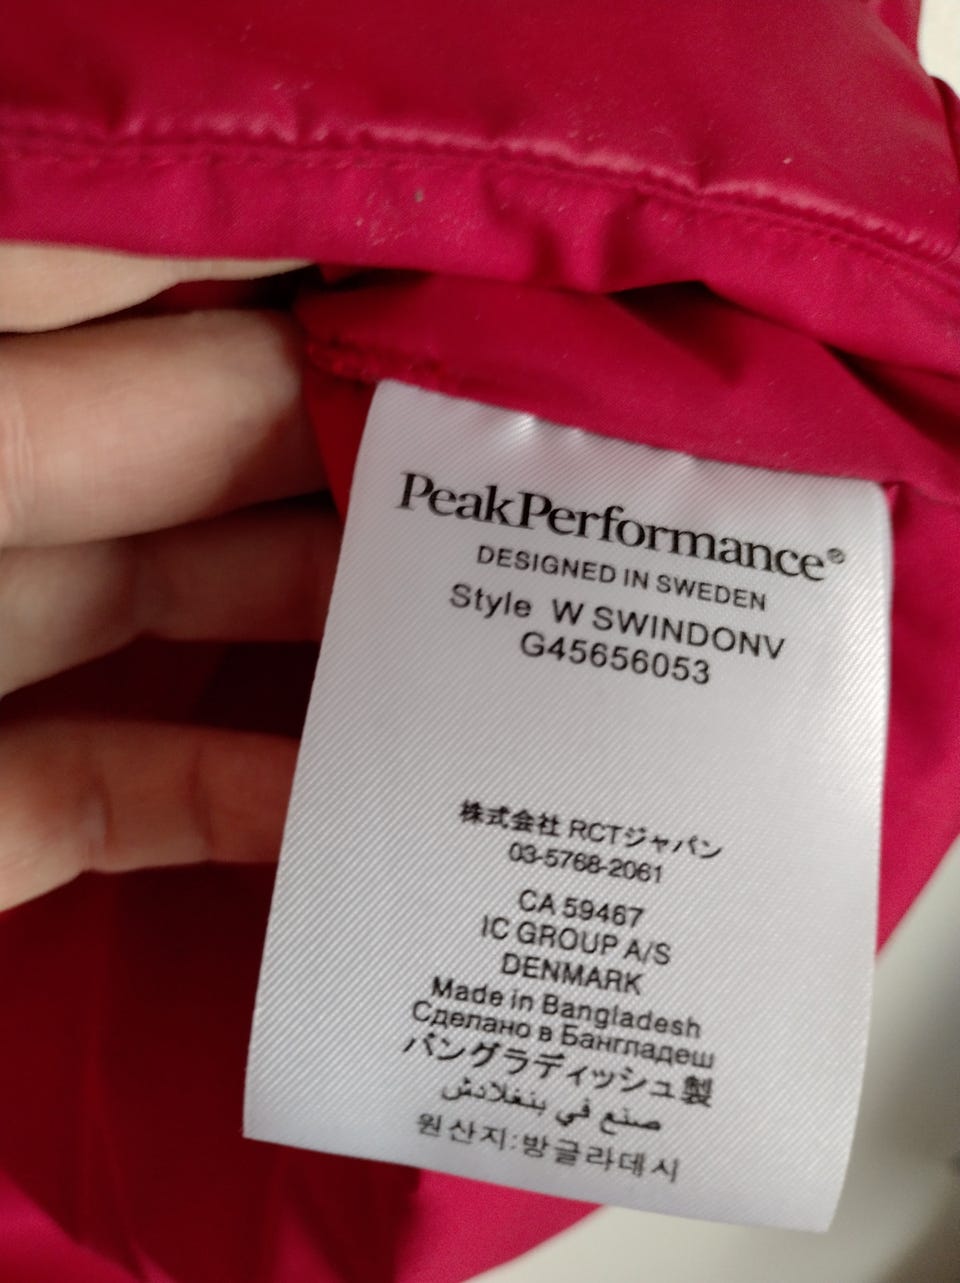 PeakPerformance®
DESIGNED IN SWEDEN
Style W SWINDONV
G45656053
株式会社 RCTジャパン
03-5768-2061
CA 59467
IC GROUP A/S
DENMARK
Made in Bangladesh
Сделано в Бангладеш
バングラディッシュ製
صنع في بنغلادش
원산지:방글라데시